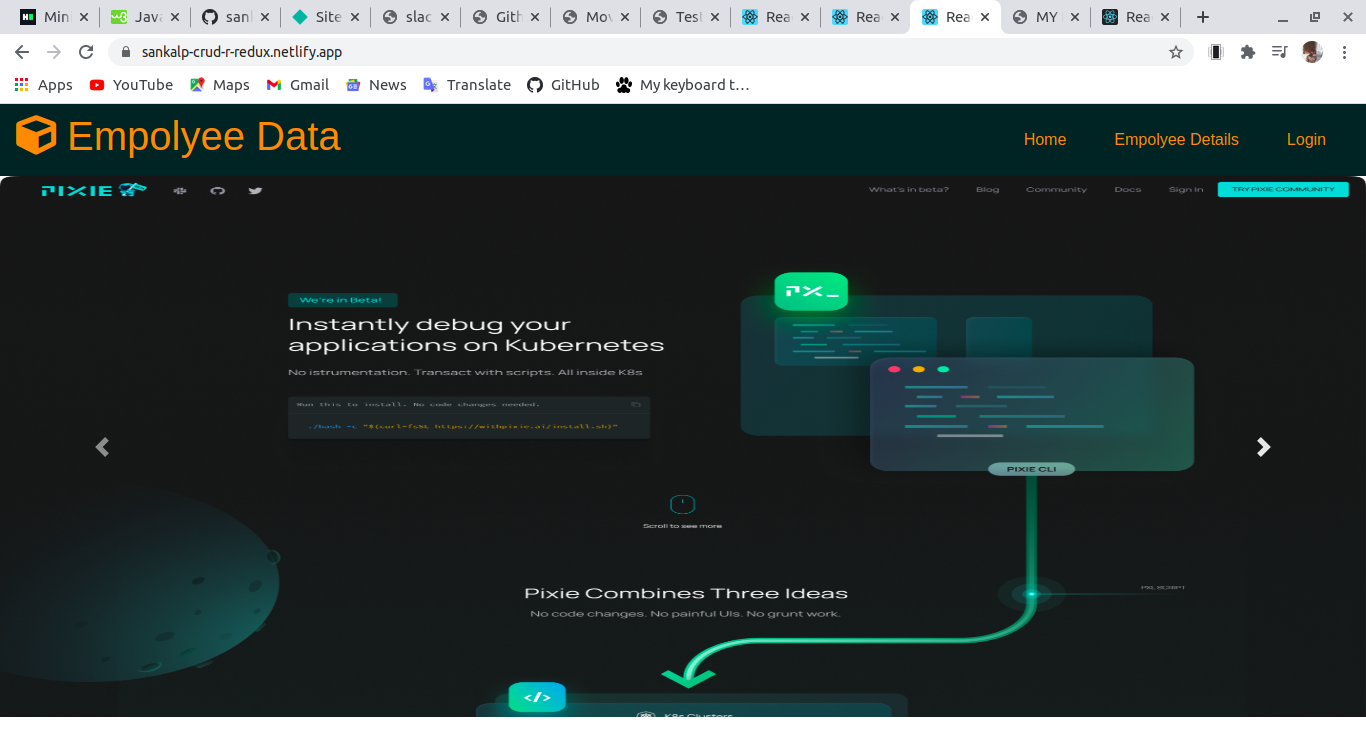 Mini Java sanl Site slac Gith Mov Test Rea Rea Rea MY Rea
sankalp-crud-r-redux.netlify.app
Apps YouTube Maps Gmail News Translate GitHub My keyboard t...
Empolyee Data Home Empolyee Details Login
PIXIE What's in beta? Blog Community Docs Sign In TRY PIXIE COMMUNITY
We're in Beta!
Instantly debug your
applications on Kubernetes
No istrumentation. Transact with scripts. All inside K8s
Run this to install. No code changes needed.
./bash -c "$(curl-fsSL https://withpixie.ai/install.sh)"
PX_
PIXIE CLI
Scroll to see more
Pixie Combines Three Ideas
No code changes. No painful UIs. No grunt work.
</>
K8s Clusters